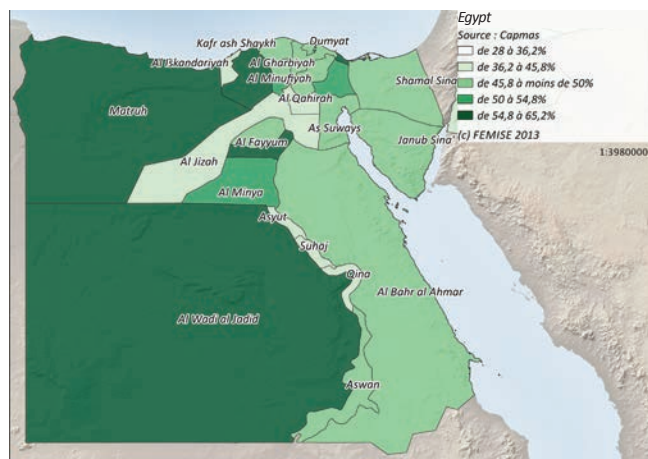 Egypt
Source : Capmas
de 28 à 36,2%
de 36,2 à 45,8%
de 45,8 à moins de 50%
de 50 à 54,8%
de 54,8 à 65,2%
(c) FEMISE 2013
1:3980000
Kafr ash Shaykh
Dumyat
Al Iskandariyah
Al Gharbiyah
Al Minufiyah
Shamal Sina
Matruh
Al Qahirah
As Suways
Al Fayyum
Janub Sina
Al Jizah
Al Minya
Asyut
Suhaj
Qina
Al Bahr al Ahmar
Al Wadi al Jadid
Aswan